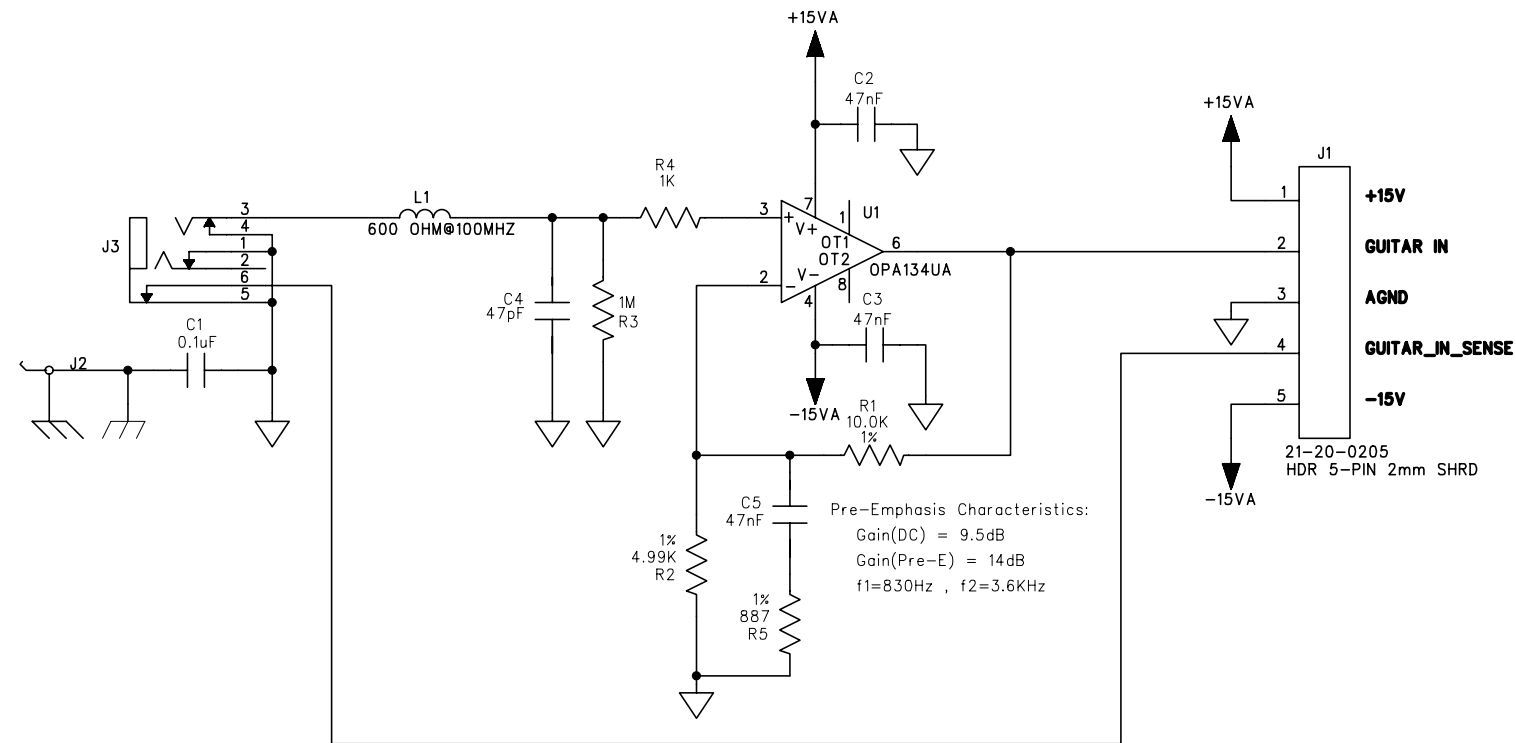 +15VA
C2
47nF
+15VA
J1
R4
1K
L1
600 OHM@100MHZ
3
4
1
2
6
5
J3
3
+
7
V+
1
U1
OT1
OT2
6
OPA134UA
2
-
V-
4
8
C3
47nF
-15VA
1
+15V
2
GUITAR IN
3
AGND
4
GUITAR_IN_SENSE
5
-15V
21-20-0205
HDR 5-PIN 2mm SHRD
-15VA
C4
47pF
1M
R3
C1
0.1uF
J2
R1
10.0K
1%
C5
47nF
1%
4.99K
R2
1%
887
R5
Pre-Emphasis Characteristics:
Gain(DC) = 9.5dB
Gain(Pre-E) = 14dB
f1=830Hz , f2=3.6KHz